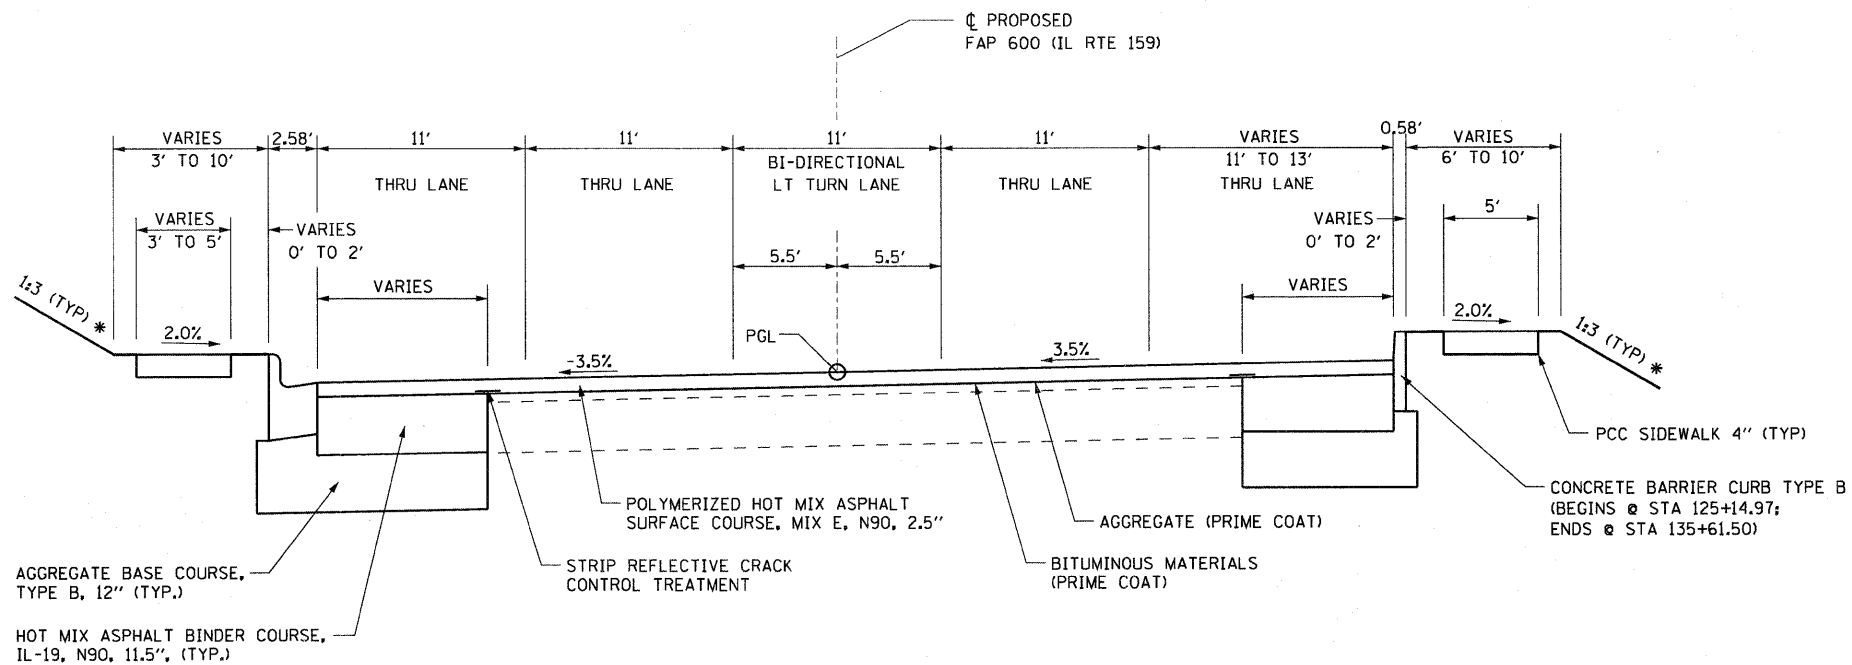 ℄ PROPOSED
FAP 600 (IL RTE 159)
VARIES
3' TO 10'
2.58'
11'
THRU LANE
11'
THRU LANE
11'
BI-DIRECTIONAL
LT TURN LANE
11'
THRU LANE
VARIES
11' TO 13'
THRU LANE
0.58'
VARIES
6' TO 10'
VARIES
3' TO 5'
VARIES
0' TO 2'
5.5'
5.5'
VARIES
0' TO 2'
5'
VARIES
VARIES
1:3 (TYP) *
2.0%
PGL
-3.5%
3.5%
2.0%
1:3 (TYP) *
PCC SIDEWALK 4" (TYP)
CONCRETE BARRIER CURB TYPE B
(BEGINS @ STA 125+14.97;
ENDS @ STA 135+61.50)
POLYMERIZED HOT MIX ASPHALT
SURFACE COURSE, MIX E, N90, 2.5"
AGGREGATE (PRIME COAT)
STRIP REFLECTIVE CRACK
CONTROL TREATMENT
BITUMINOUS MATERIALS
(PRIME COAT)
AGGREGATE BASE COURSE,
TYPE B, 12" (TYP.)
HOT MIX ASPHALT BINDER COURSE,
IL-19, N90, 11.5", (TYP.)